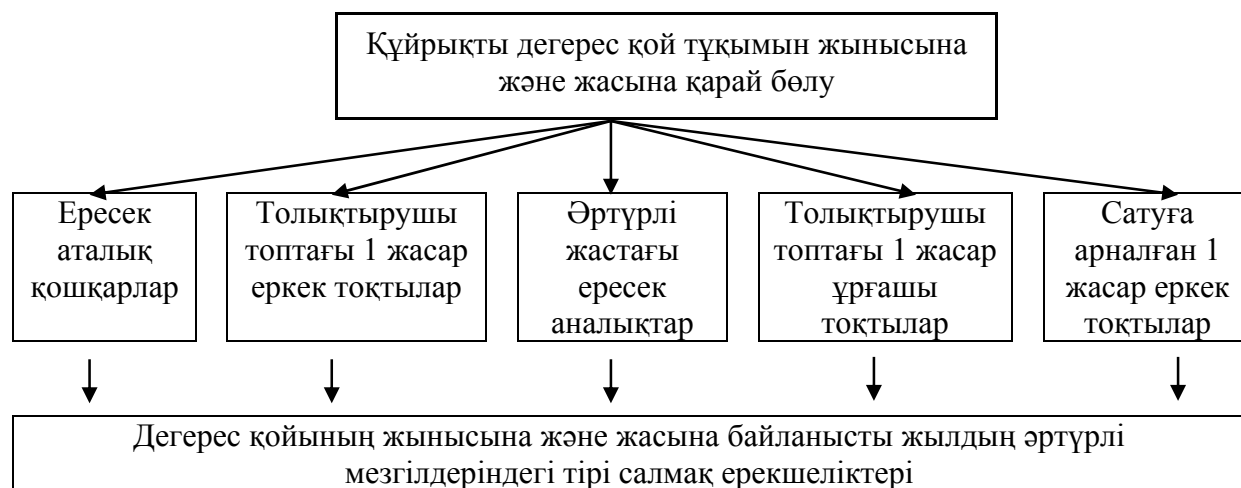 Құйрықты дегерес қой тұқымын жынысына
және жасына қарай бөлу
Ересек
аталық
қошқарлар
Толықтырушы
топтағы 1 жасар
еркек тоқтылар
Әртүрлі
жастағы
ересек
аналықтар
Толықтырушы
топтағы 1 жасар
ұрғашы
тоқтылар
Сатуға
арналған 1
жасар еркек
тоқтылар
Дегерес қойының жынысына және жасына байланысты жылдың әртүрлі
мезгілдеріндегі тірі салмақ ерекшеліктері